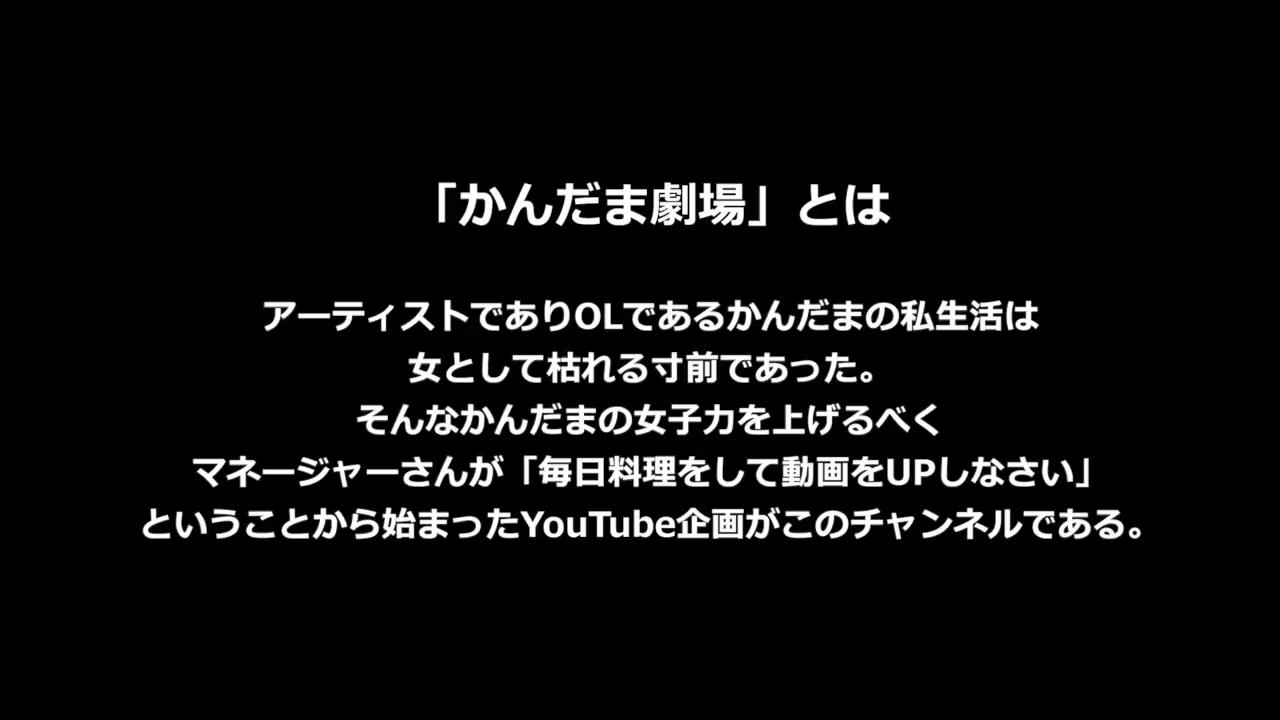 「かんだま劇場」とは
アーティストでありOLであるかんだまの私生活は
女として枯れる寸前であった。
そんなかんだまの女子力を上げるべく
マネージャーさんが「毎日料理をして動画をUPしなさい」
ということから始まったYouTube企画がこのチャンネルである。